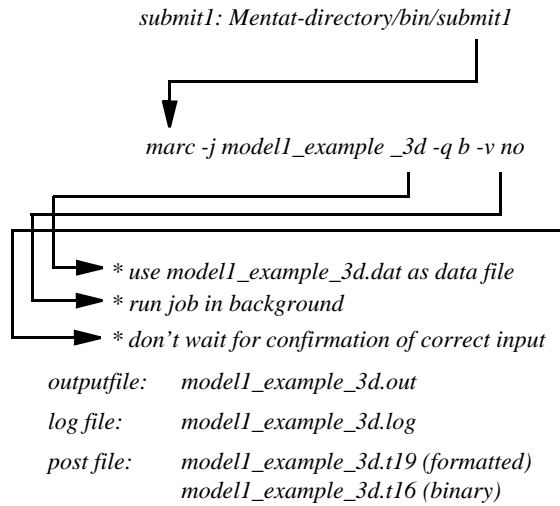 submit1: Mentat-directory/bin/submit1
marc -j model1_example _3d -q b -v no
* use model1_example_3d.dat as data file
* run job in background
* don't wait for confirmation of correct input
outputfile: model1_example_3d.out
log file: model1_example_3d.log
post file: model1_example_3d.t19 (formatted)
model1_example_3d.t16 (binary)